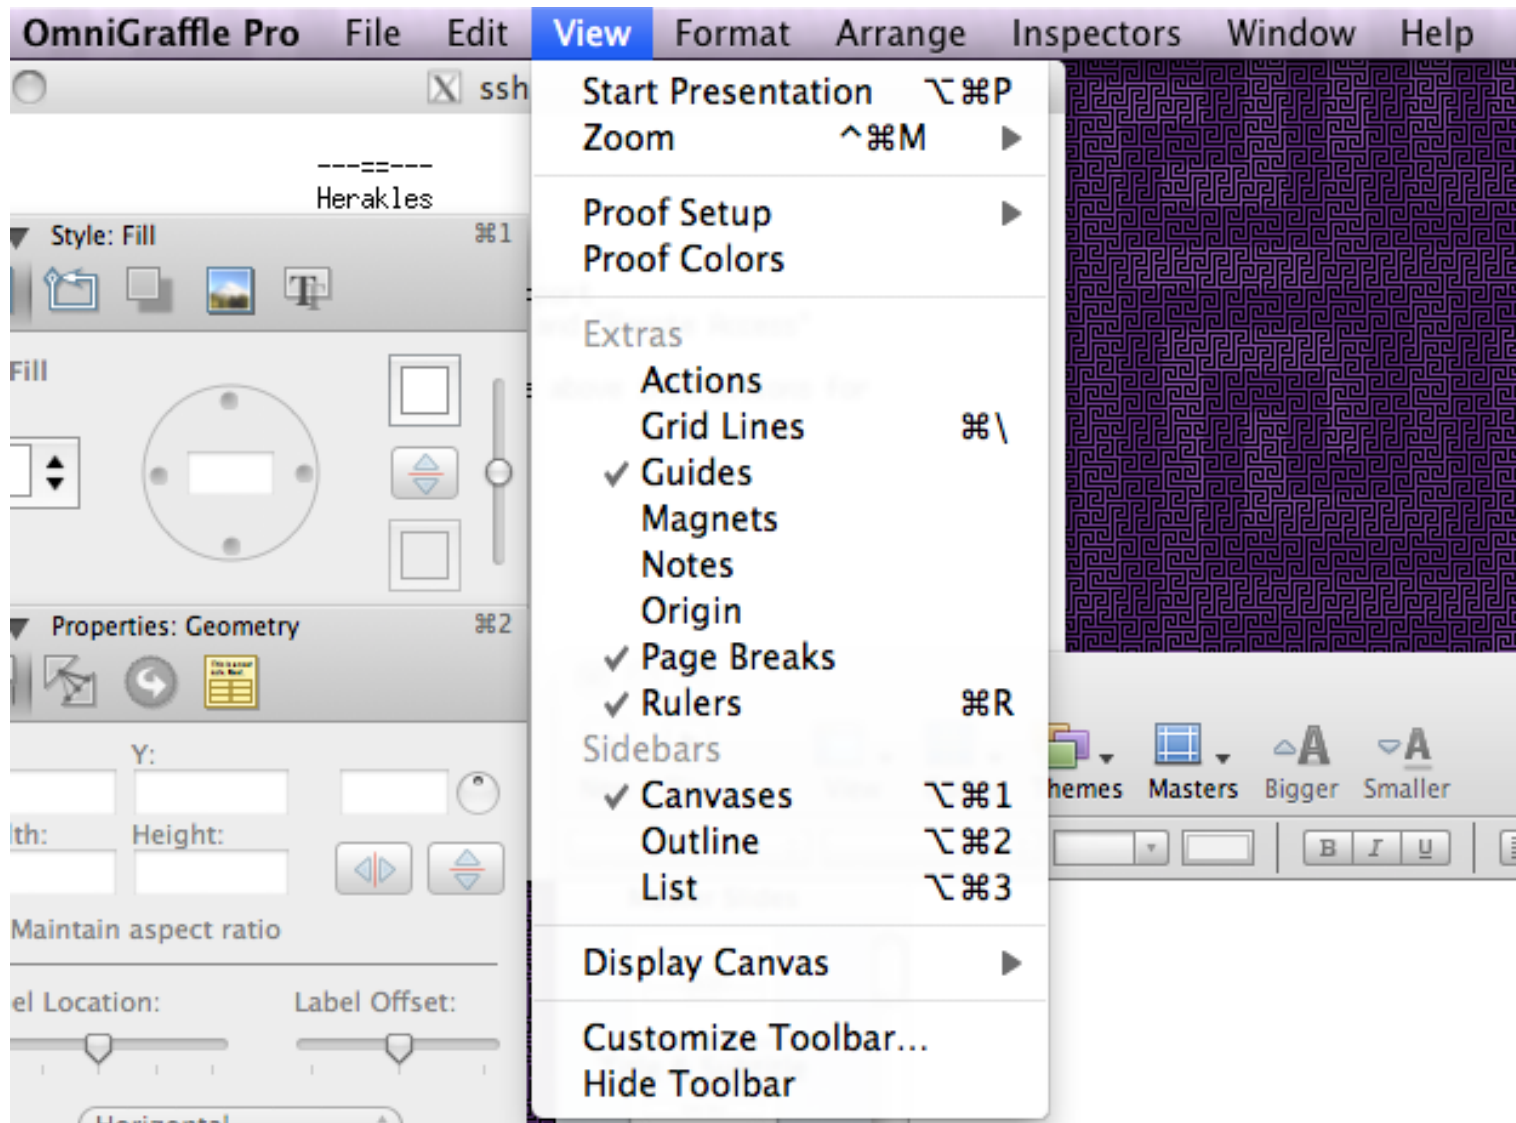 OmniGraffle Pro File Edit View Format Arrange Inspectors Window Help
X ssh
---==---
Herakles
Style: Fill ⌘1
Fill
Properties: Geometry ⌘2
Y:
Height:
Maintain aspect ratio
Location:
Label Offset:
Start Presentation ⌥⌘P
Zoom ^⌘M
Proof Setup
Proof Colors
Extras
Actions
Grid Lines ⌘\
✓ Guides
Magnets
Notes
Origin
✓ Page Breaks
✓ Rulers ⌘R
Sidebars
✓ Canvases ⌥⌘1
Outline ⌥⌘2
List ⌥⌘3
Display Canvas
Customize Toolbar...
Hide Toolbar
hemes Masters Bigger Smaller
B I U